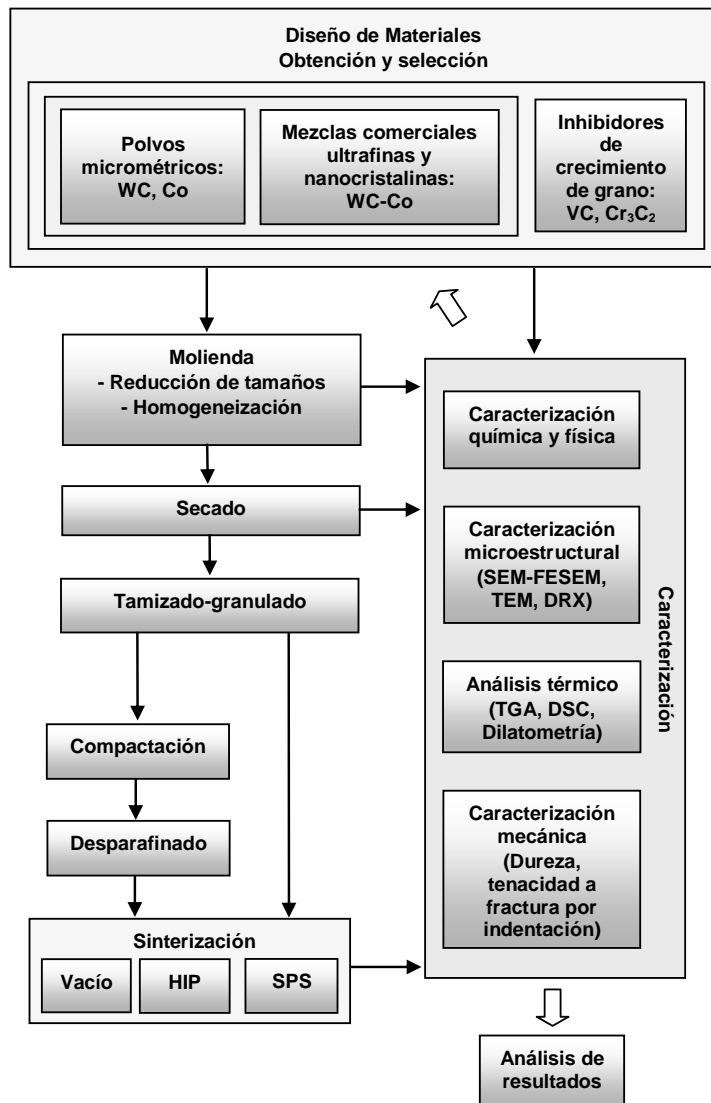 Diseño de Materiales
Obtención y selección
Polvos
micrométricos:
WC, Co
Mezclas comerciales
ultrafinas y
nanocristalinas:
WC-Co
Inhibidores
de
crecimiento
de grano:
VC, Cr₃C₂
Molienda
- Reducción de tamaños
- Homogeneización
Secado
Tamizado-granulado
Compactación
Desparafinado
Sinterización
Vacío
HIP
SPS
Caracterización
química y física
Caracterización
microestructural
(SEM-FESEM,
TEM, DRX)
Análisis térmico
(TGA, DSC,
Dilatometría)
Caracterización
mecánica
(Dureza,
tenacidad a
fractura por
indentación)
Caracterización
Análisis de
resultados